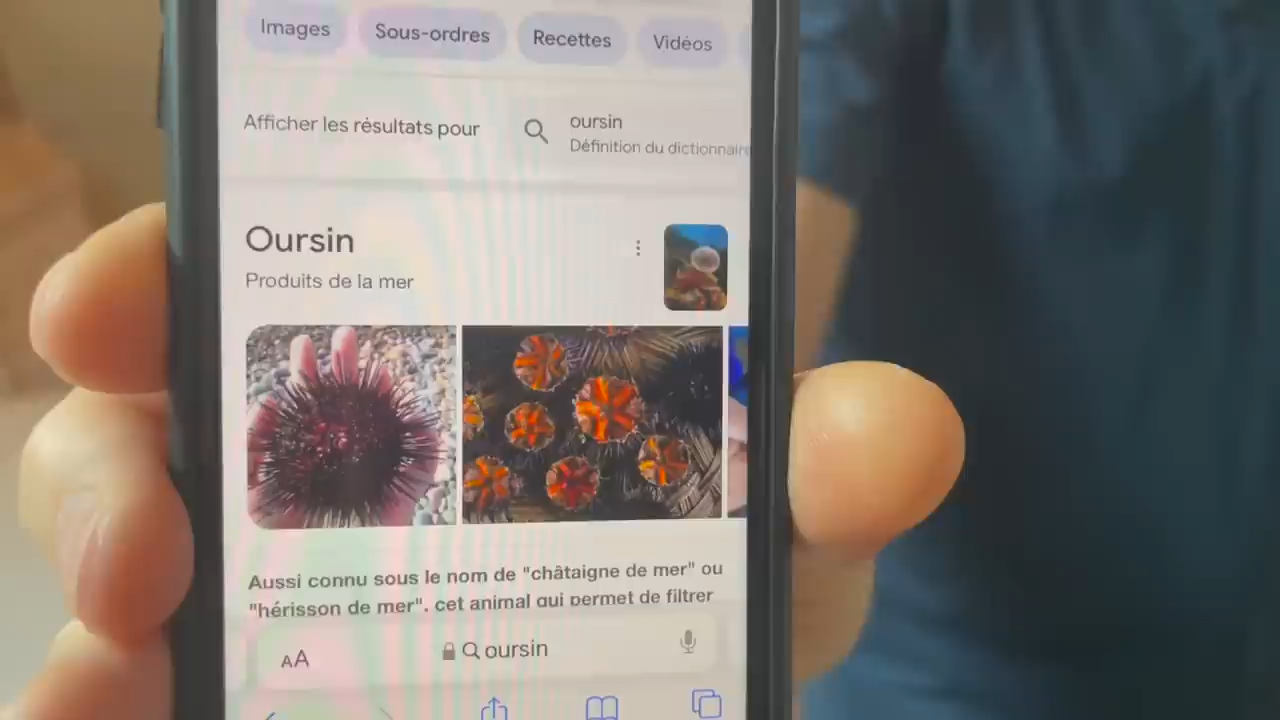 Images Sous-ordres Recettes Vidéos
Afficher les résultats pour
oursin
Définition du dictionnaire
Oursin
Produits de la mer
Aussi connu sous le nom de "châtaigne de mer" ou
"hérisson de mer", cet animal qui permet de filtrer
AA oursin